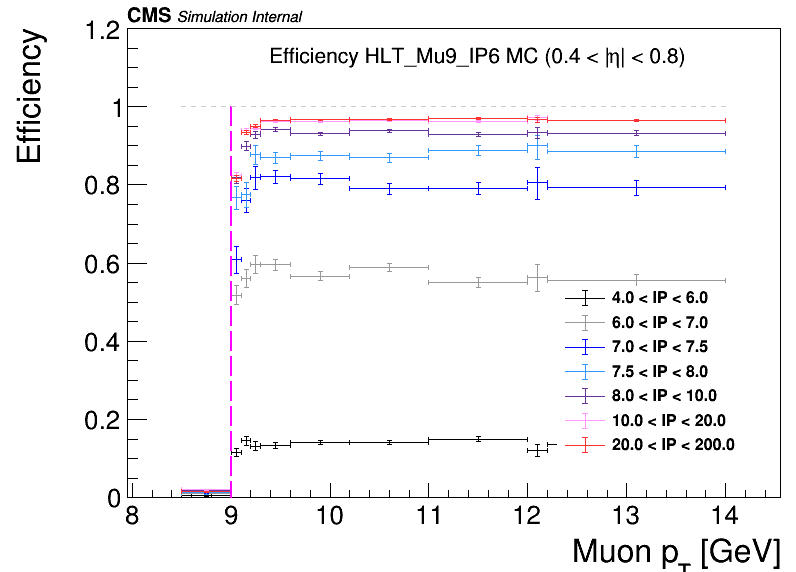 CMS Simulation Internal
Efficiency HLT_Mu9_IP6 MC (0.4 < |η| < 0.8)
Efficiency
1.2
1
0.8
0.6
0.4
0.2
0
4.0 < IP < 6.0
6.0 < IP < 7.0
7.0 < IP < 7.5
7.5 < IP < 8.0
8.0 < IP < 10.0
10.0 < IP < 20.0
20.0 < IP < 200.0
8 9 10 11 12 13 14
Muon p_T [GeV]